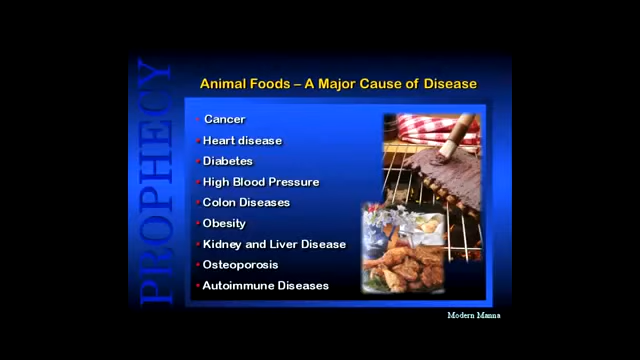 PROPHECY
Animal Foods – A Major Cause of Disease
Cancer
Heart disease
Diabetes
High Blood Pressure
Colon Diseases
Obesity
Kidney and Liver Disease
Osteoporosis
Autoimmune Diseases
Modern Manna